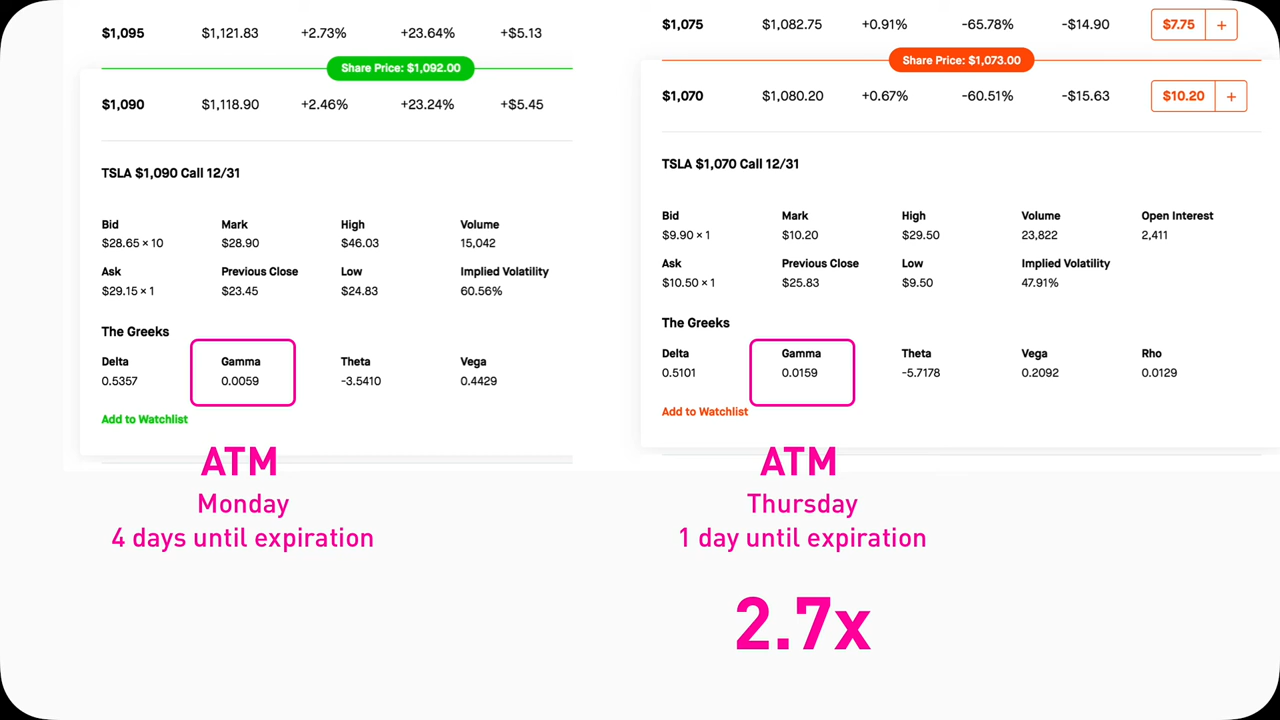 $1,095 $1,121.83 +2.73% +23.64% +$5.13
Share Price: $1,092.00
$1,090 $1,118.90 +2.46% +23.24% +$5.45
TSLA $1,090 Call 12/31
Bid Mark High Volume
$28.65 × 10 $28.90 $46.03 15,042
Ask Previous Close Low Implied Volatility
$29.15 × 1 $23.45 $24.83 60.56%
The Greeks
Delta Gamma Theta Vega
0.5357 0.0059 -3.5410 0.4429
Add to Watchlist
ATM
Monday
4 days until expiration
$1,075 $1,082.75 +0.91% -65.78% -$14.90 $7.75 +
Share Price: $1,073.00
$1,070 $1,080.20 +0.67% -60.51% -$15.63 $10.20 +
TSLA $1,070 Call 12/31
Bid Mark High Volume Open Interest
$9.90 × 1 $10.20 $29.50 23,822 2,411
Ask Previous Close Low Implied Volatility
$10.50 × 1 $25.83 $9.50 47.91%
The Greeks
Delta Gamma Theta Vega Rho
0.5101 0.0159 -5.7178 0.2092 0.0129
Add to Watchlist
ATM
Thursday
1 day until expiration
2.7x